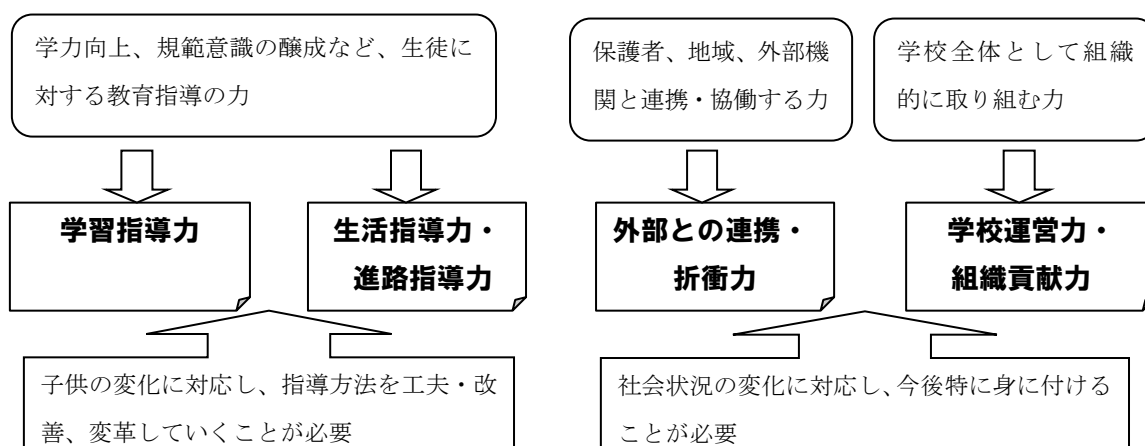 学力向上、規範意識の醸成など、生徒に
対する教育指導の力
保護者、地域、外部機
関と連携・協働する力
学校全体として組織
的に取り組む力
学習指導力
生活指導力・
進路指導力
外部との連携・
折衝力
学校運営力・
組織貢献力
子供の変化に対応し、指導方法を工夫・改
善、変革していくことが必要
社会状況の変化に対応し、今後特に身に付ける
ことが必要